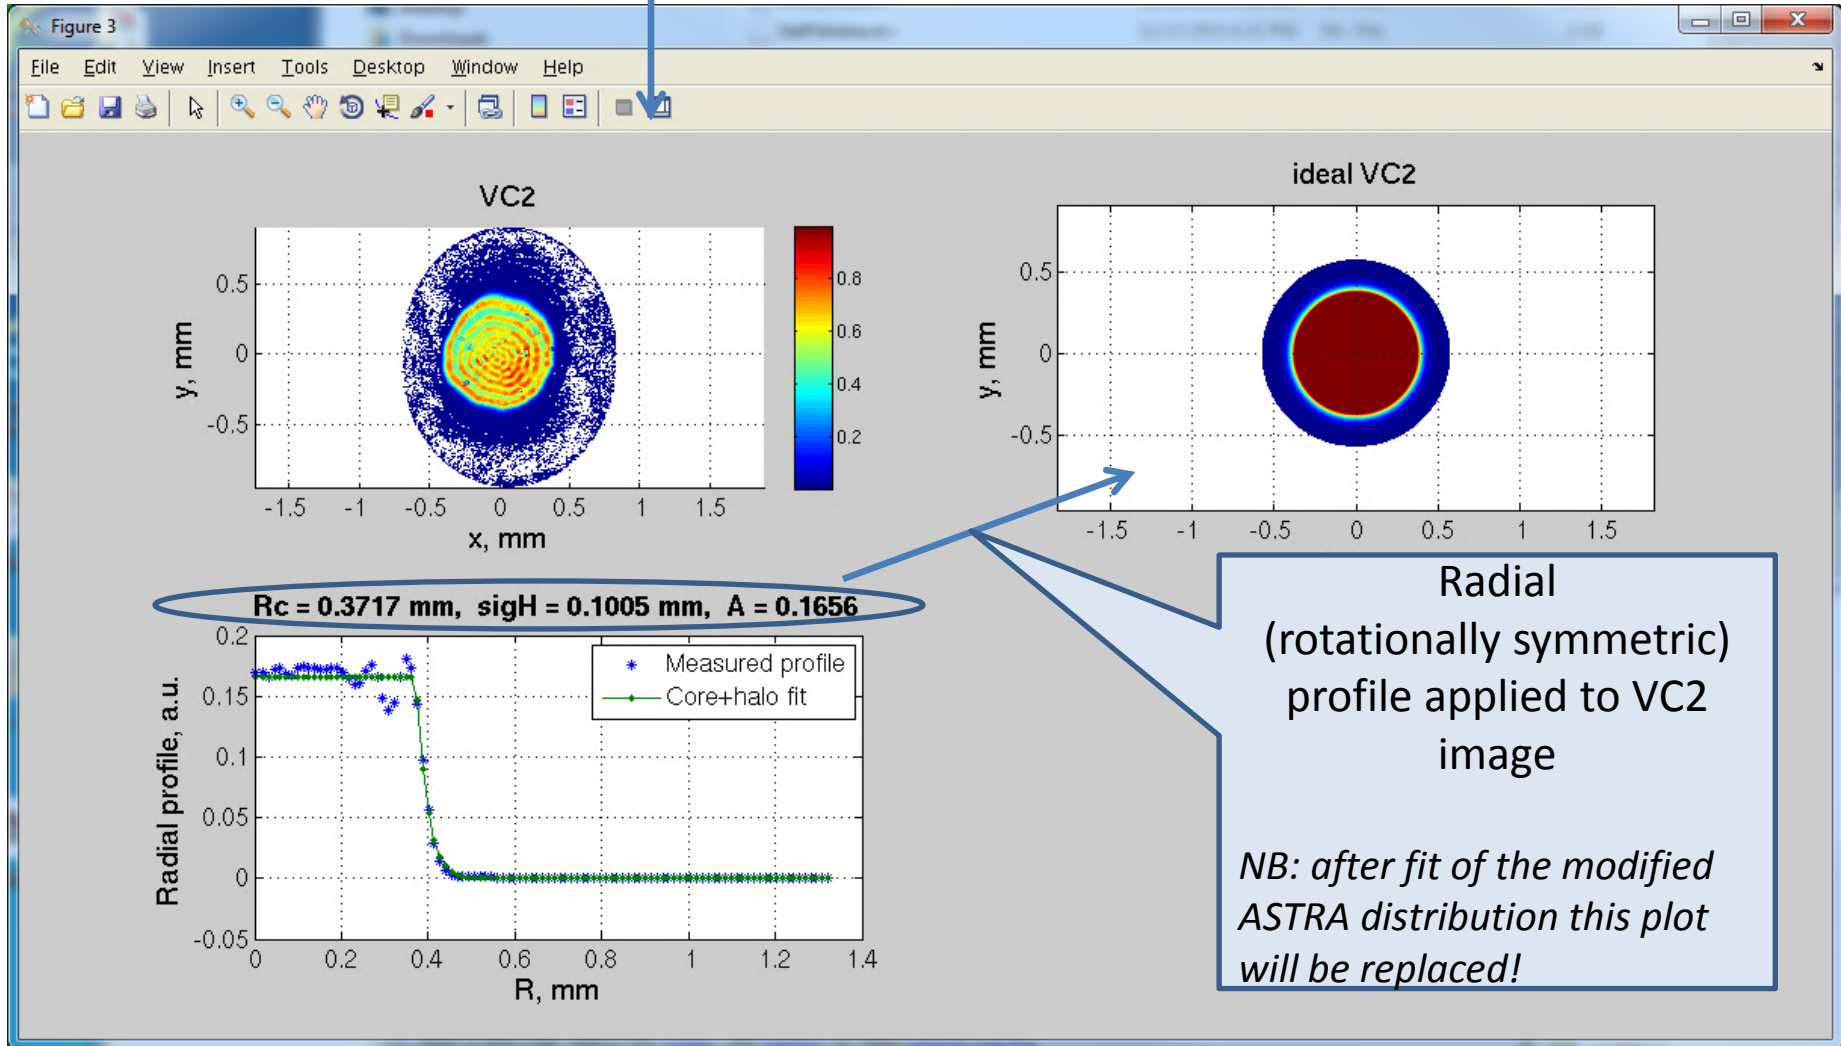 Figure 3
File Edit View Insert Tools Desktop Window Help
VC2
y, mm
0.5
0
-0.5
-1.5 -1 -0.5 0 0.5 1 1.5
x, mm
0.8
0.6
0.4
0.2
ideal VC2
y, mm
0.5
0
-0.5
-1.5 -1 -0.5 0 0.5 1 1.5
Rc = 0.3717 mm, sigH = 0.1005 mm, A = 0.1656
Radial profile, a.u.
0.2
0.15
0.1
0.05
0
-0.05
0 0.2 0.4 0.6 0.8 1 1.2 1.4
R, mm
Measured profile
Core+halo fit
Radial
(rotationally symmetric)
profile applied to VC2
image
NB: after fit of the modified
ASTRA distribution this plot
will be replaced!